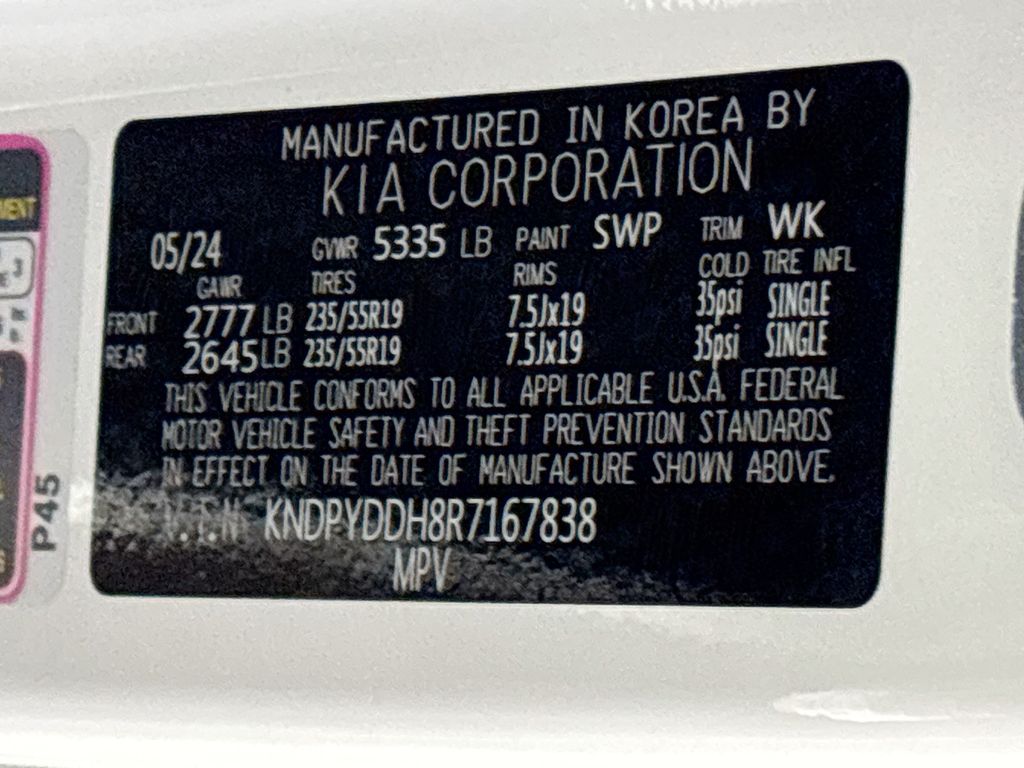 MANUFACTURED IN KOREA BY
KIA CORPORATION
05/24 GVWR 5335 LB PAINT SWP TRIM WK
GAWR TIRES RIMS COLD TIRE INFL
FRONT 2777 LB 235/55R19 7.5Jx19 35psi SINGLE
REAR 2645 LB 235/55R19 7.5Jx19 35psi SINGLE
THIS VEHICLE CONFORMS TO ALL APPLICABLE U.S.A. FEDERAL
MOTOR VEHICLE SAFETY AND THEFT PREVENTION STANDARDS
IN EFFECT ON THE DATE OF MANUFACTURE SHOWN ABOVE.
V.I.N: KNDPYDDH8R7167838
MPV
P45
3